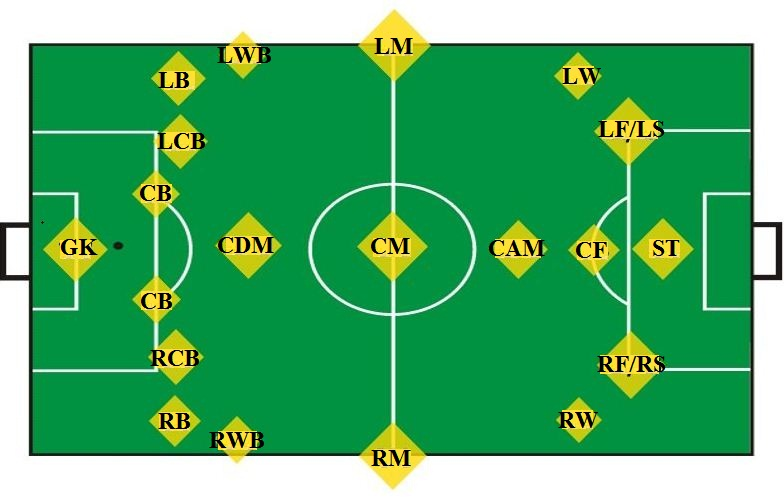 LM
LWB
LB
LW
LF/LS
LCB
CB
GK
CDM
CM
CAM
CF
ST
CB
RCB
RF/RS
RB
RWB
RW
RM